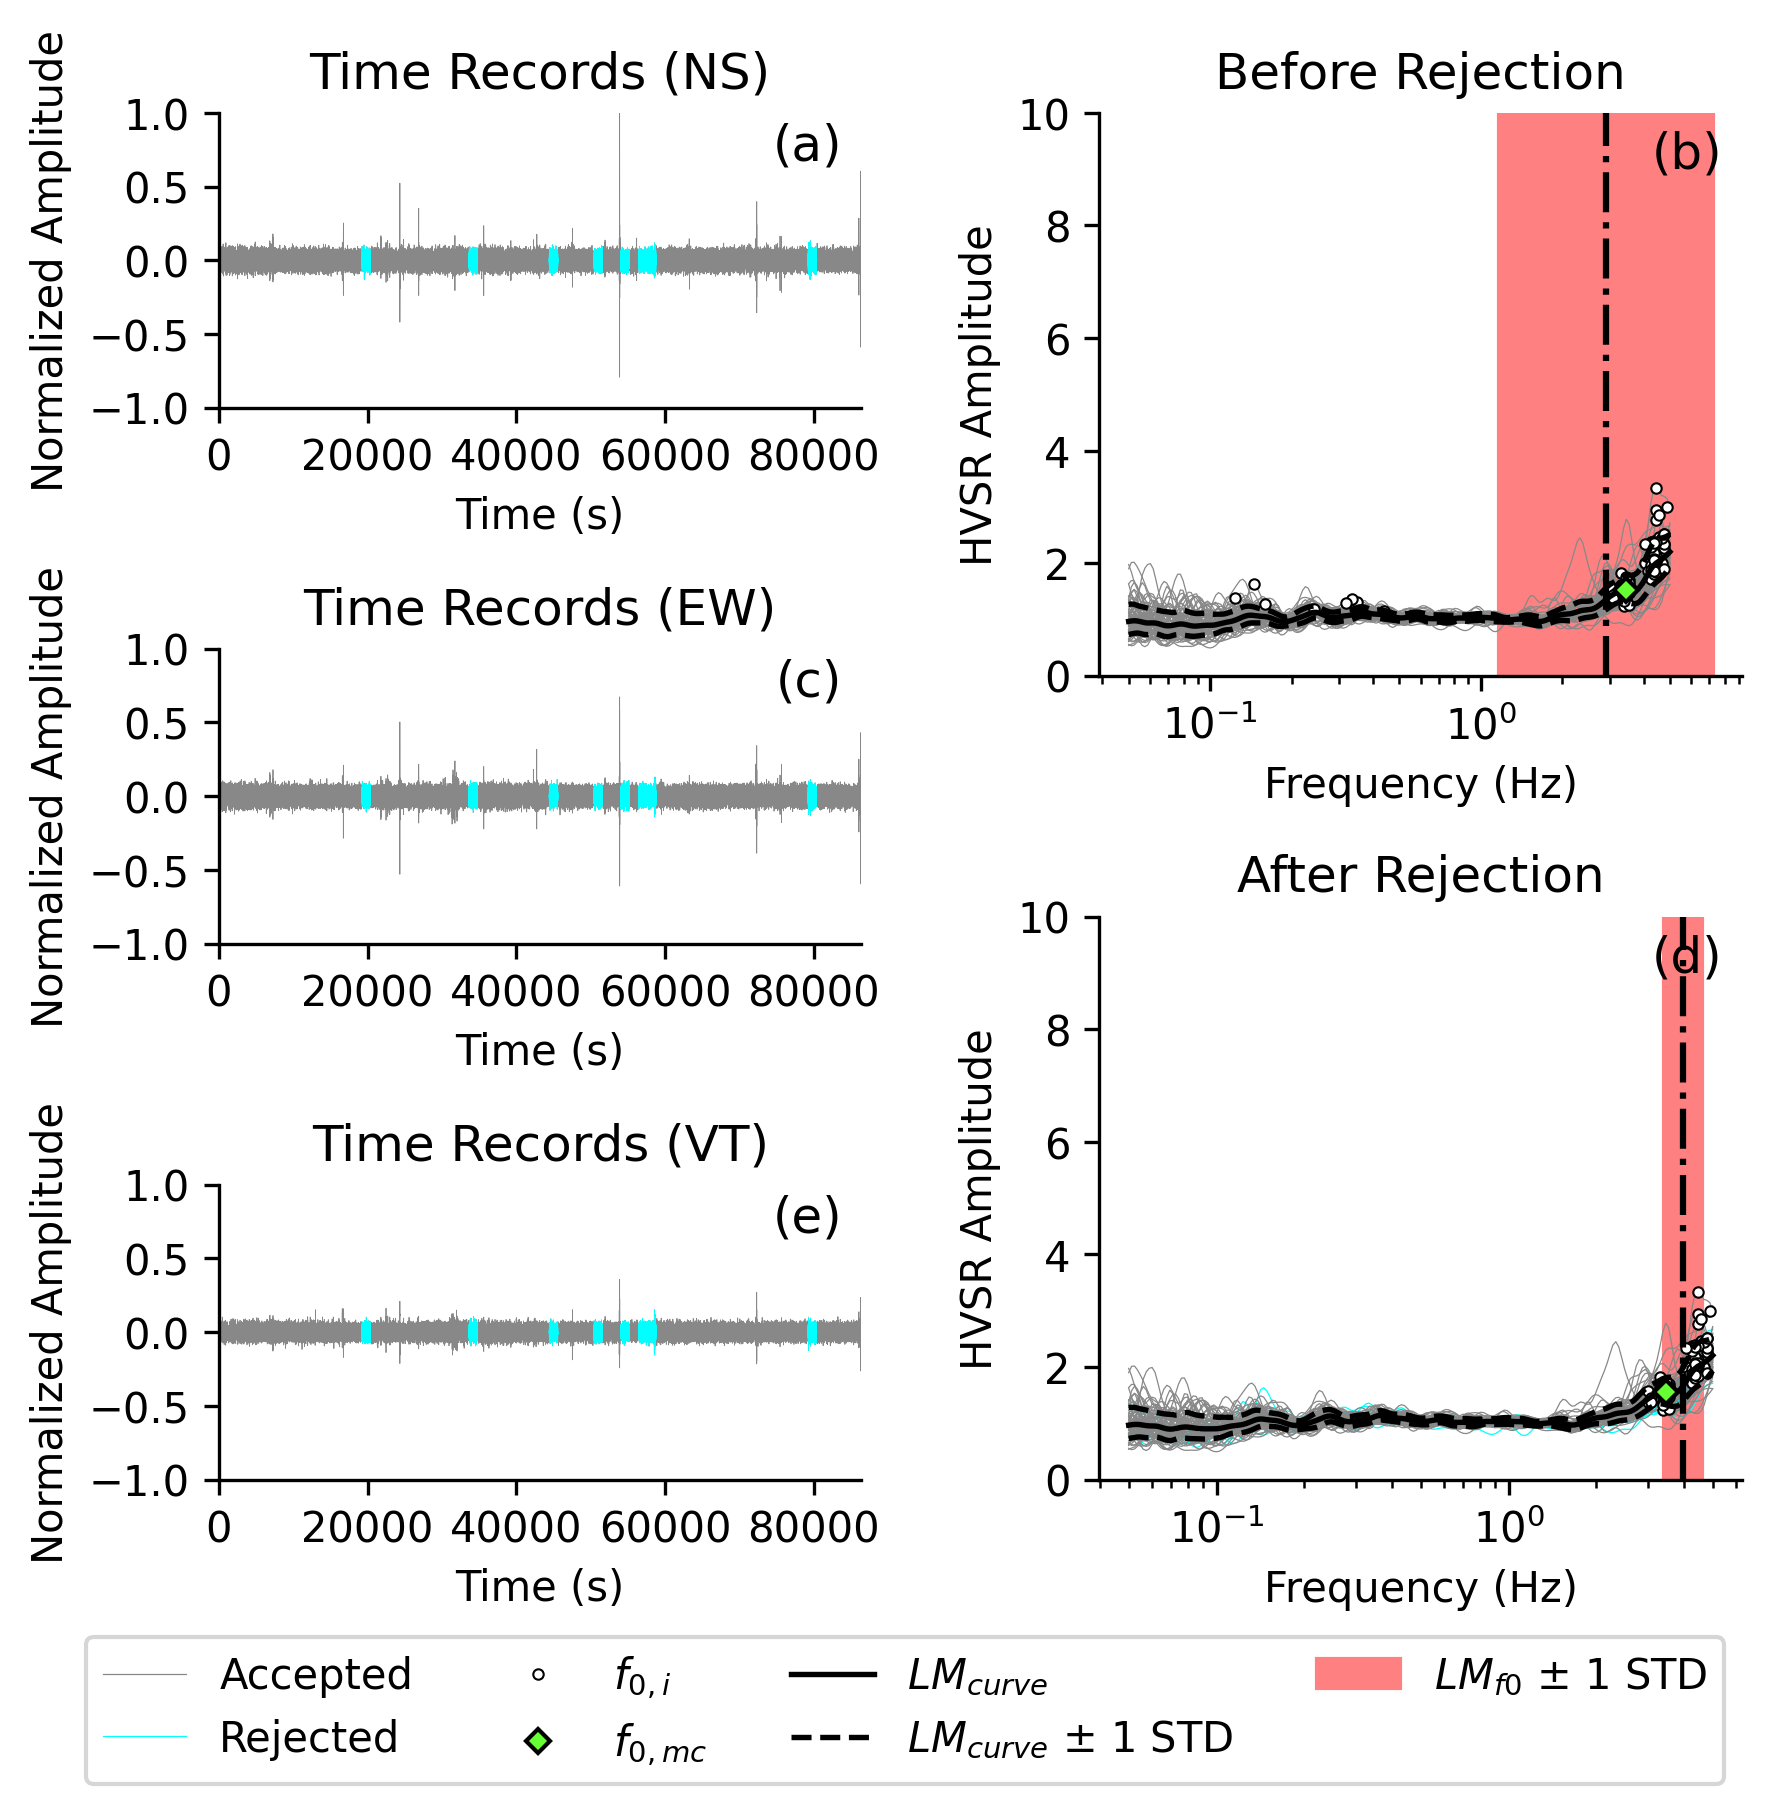 Time Records (NS)
Normalized Amplitude
1.0
0.5
0.0
−0.5
−1.0
(a)
0 20000 40000 60000 80000
Time (s)
Before Rejection
HVSR Amplitude
10
8
6
4
2
0
(b)
10⁻¹ 10⁰
Frequency (Hz)
Time Records (EW)
Normalized Amplitude
1.0
0.5
0.0
−0.5
−1.0
(c)
0 20000 40000 60000 80000
Time (s)
After Rejection
HVSR Amplitude
10
8
6
4
2
0
(d)
10⁻¹ 10⁰
Frequency (Hz)
Time Records (VT)
Normalized Amplitude
1.0
0.5
0.0
−0.5
−1.0
(e)
0 20000 40000 60000 80000
Time (s)
Accepted
Rejected
f0,i
f0,mc
LMcurve
LMcurve ± 1 STD
LMf0 ± 1 STD